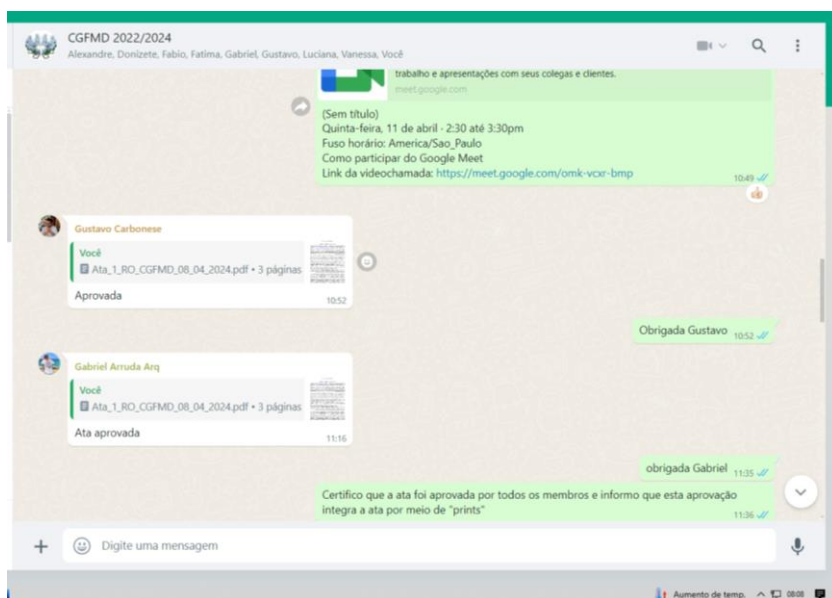 CGFMD 2022/2024
Alexandre, Donizete, Fabio, Fatima, Gabriel, Gustavo, Luciana, Vanessa, Você
trabalho e apresentações com seus colegas e clientes.
meet.google.com
(Sem título)
Quinta-feira, 11 de abril · 2:30 até 3:30pm
Fuso horário: America/Sao_Paulo
Como participar do Google Meet
Link da videochamada: https://meet.google.com/omk-vcxr-bmp
10:49
Gustavo Carbonese
Você
Ata_1_RO_CGFMD_08_04_2024.pdf • 3 páginas
Aprovada
10:52
Obrigada Gustavo 10:52
Gabriel Arruda Arq
Você
Ata_1_RO_CGFMD_08_04_2024.pdf • 3 páginas
Ata aprovada
11:16
obrigada Gabriel 11:35
Certifico que a ata foi aprovada por todos os membros e informo que esta aprovação
integra a ata por meio de "prints"
11:36
Digite uma mensagem
Aumento de temp. 08:08